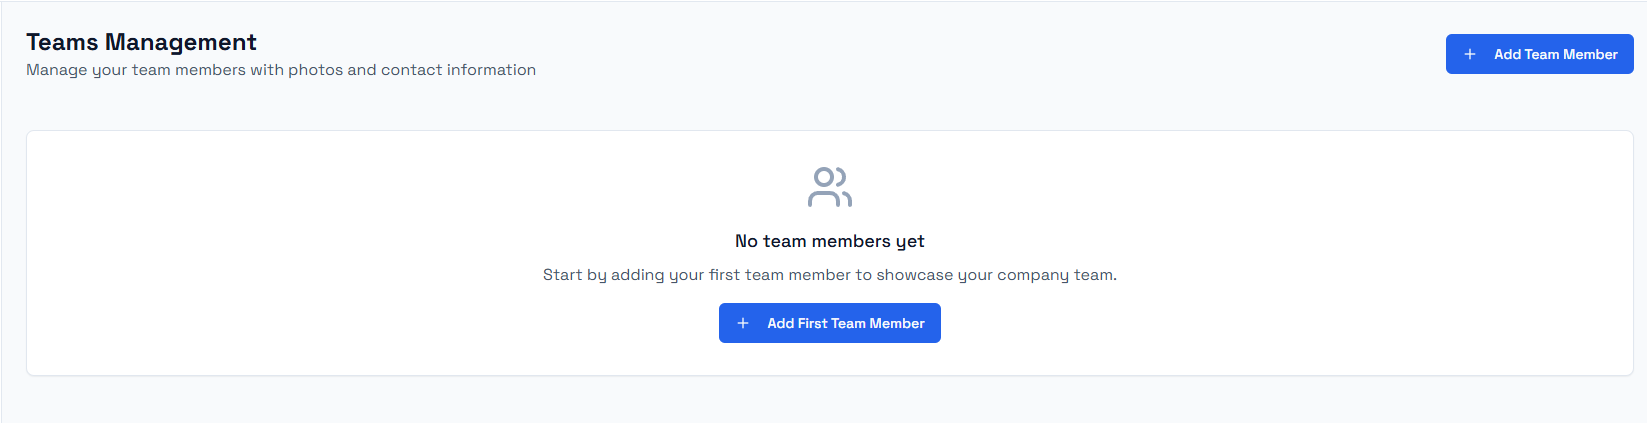 Teams Management
Manage your team members with photos and contact information
+ Add Team Member
No team members yet
Start by adding your first team member to showcase your company team.
+ Add First Team Member